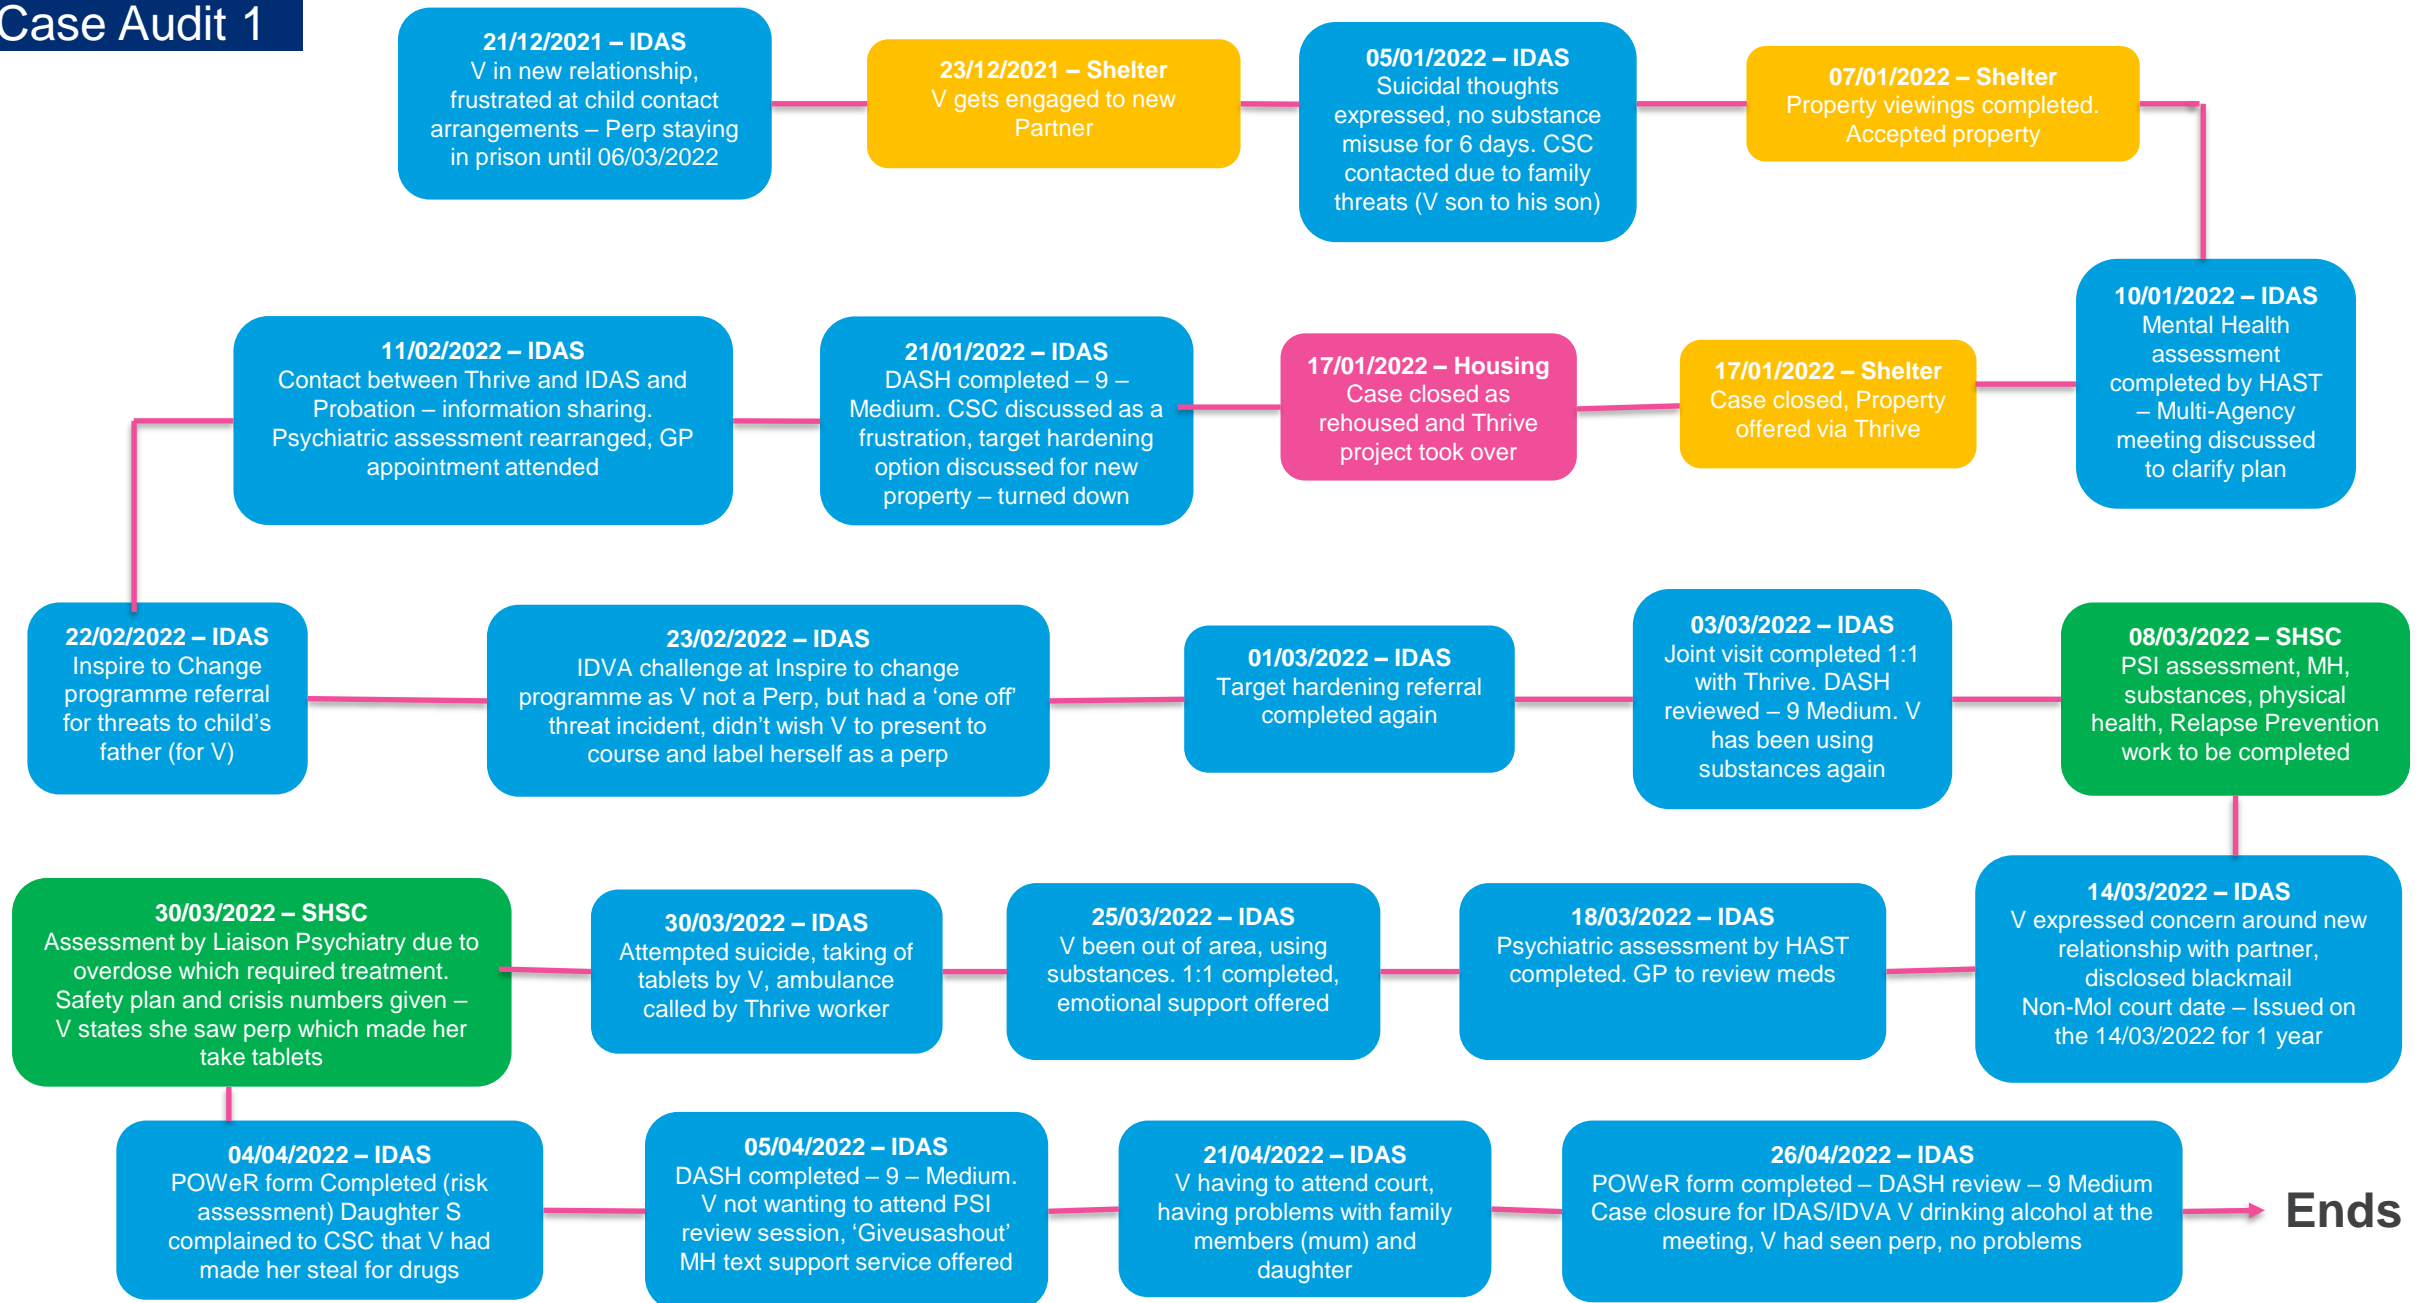 Case Audit 1
21/12/2021 – IDAS
V in new relationship,
frustrated at child contact
arrangements – Perp staying
in prison until 06/03/2022
23/12/2021 – Shelter
V gets engaged to new
Partner
05/01/2022 – IDAS
Suicidal thoughts
expressed, no substance
misuse for 6 days. CSC
contacted due to family
threats (V son to his son)
07/01/2022 – Shelter
Property viewings completed.
Accepted property
10/01/2022 – IDAS
Mental Health
assessment
completed by HAST
– Multi-Agency
meeting discussed
to clarify plan
17/01/2022 – Shelter
Case closed, Property
offered via Thrive
17/01/2022 – Housing
Case closed as
rehoused and Thrive
project took over
21/01/2022 – IDAS
DASH completed – 9 –
Medium. CSC discussed as a
frustration, target hardening
option discussed for new
property – turned down
11/02/2022 – IDAS
Contact between Thrive and IDAS and
Probation – information sharing.
Psychiatric assessment rearranged, GP
appointment attended
22/02/2022 – IDAS
Inspire to Change
programme referral
for threats to child's
father (for V)
23/02/2022 – IDAS
IDVA challenge at Inspire to change
programme as V not a Perp, but had a ‘one off’
threat incident, didn't wish V to present to
course and label herself as a perp
01/03/2022 – IDAS
Target hardening referral
completed again
03/03/2022 – IDAS
Joint visit completed 1:1
with Thrive. DASH
reviewed – 9 Medium. V
has been using
substances again
08/03/2022 – SHSC
PSI assessment, MH,
substances, physical
health, Relapse Prevention
work to be completed
14/03/2022 – IDAS
V expressed concern around new
relationship with partner,
disclosed blackmail
Non-Mol court date – Issued on
the 14/03/2022 for 1 year
18/03/2022 – IDAS
Psychiatric assessment by HAST
completed. GP to review meds
25/03/2022 – IDAS
V been out of area, using
substances. 1:1 completed,
emotional support offered
30/03/2022 – IDAS
Attempted suicide, taking of
tablets by V, ambulance
called by Thrive worker
30/03/2022 – SHSC
Assessment by Liaison Psychiatry due to
overdose which required treatment.
Safety plan and crisis numbers given –
V states she saw perp which made her
take tablets
04/04/2022 – IDAS
POWeR form Completed (risk
assessment) Daughter S
complained to CSC that V had
made her steal for drugs
05/04/2022 – IDAS
DASH completed – 9 – Medium.
V not wanting to attend PSI
review session, ‘Giveusashout’
MH text support service offered
21/04/2022 – IDAS
V having to attend court,
having problems with family
members (mum) and
daughter
26/04/2022 – IDAS
POWeR form completed – DASH review – 9 Medium
Case closure for IDAS/IDVA V drinking alcohol at the
meeting, V had seen perp, no problems
Ends